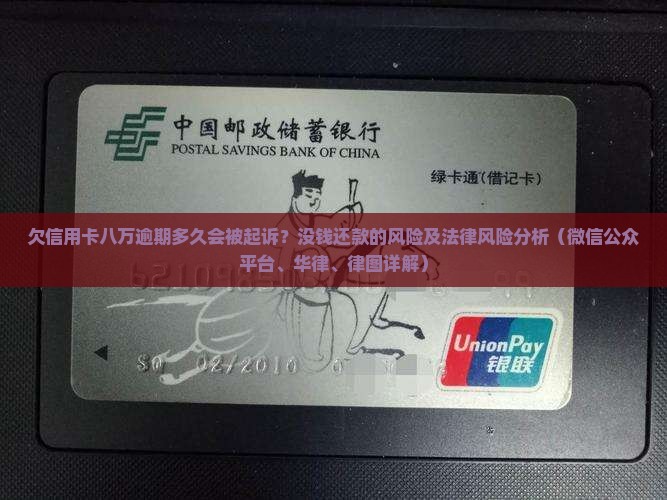 中国邮政储蓄银行
POSTAL SAVINGS BANK OF CHINA
绿卡通(借记卡)
欠信用卡八万逾期多久会被起诉？没钱还款的风险及法律风险分析（微信公众
平台、华律、律图详解）
UnionPay
银联
02/2010